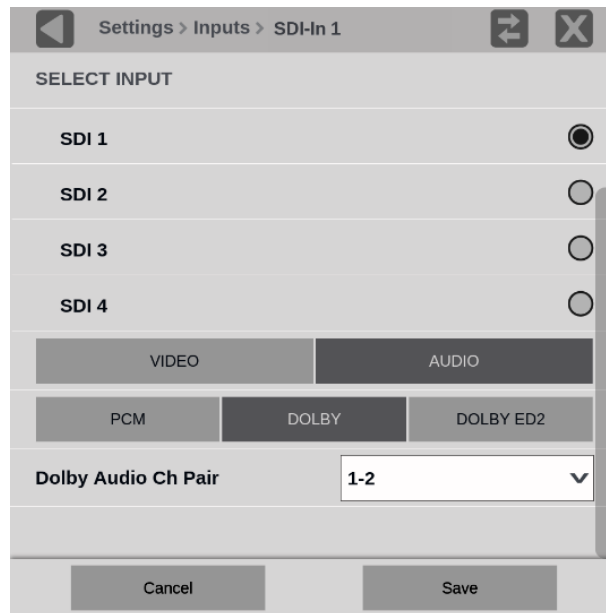 Settings > Inputs > SDI-In 1
SELECT INPUT
SDI 1
SDI 2
SDI 3
SDI 4
VIDEO AUDIO
PCM DOLBY DOLBY ED2
Dolby Audio Ch Pair 1-2
Cancel Save